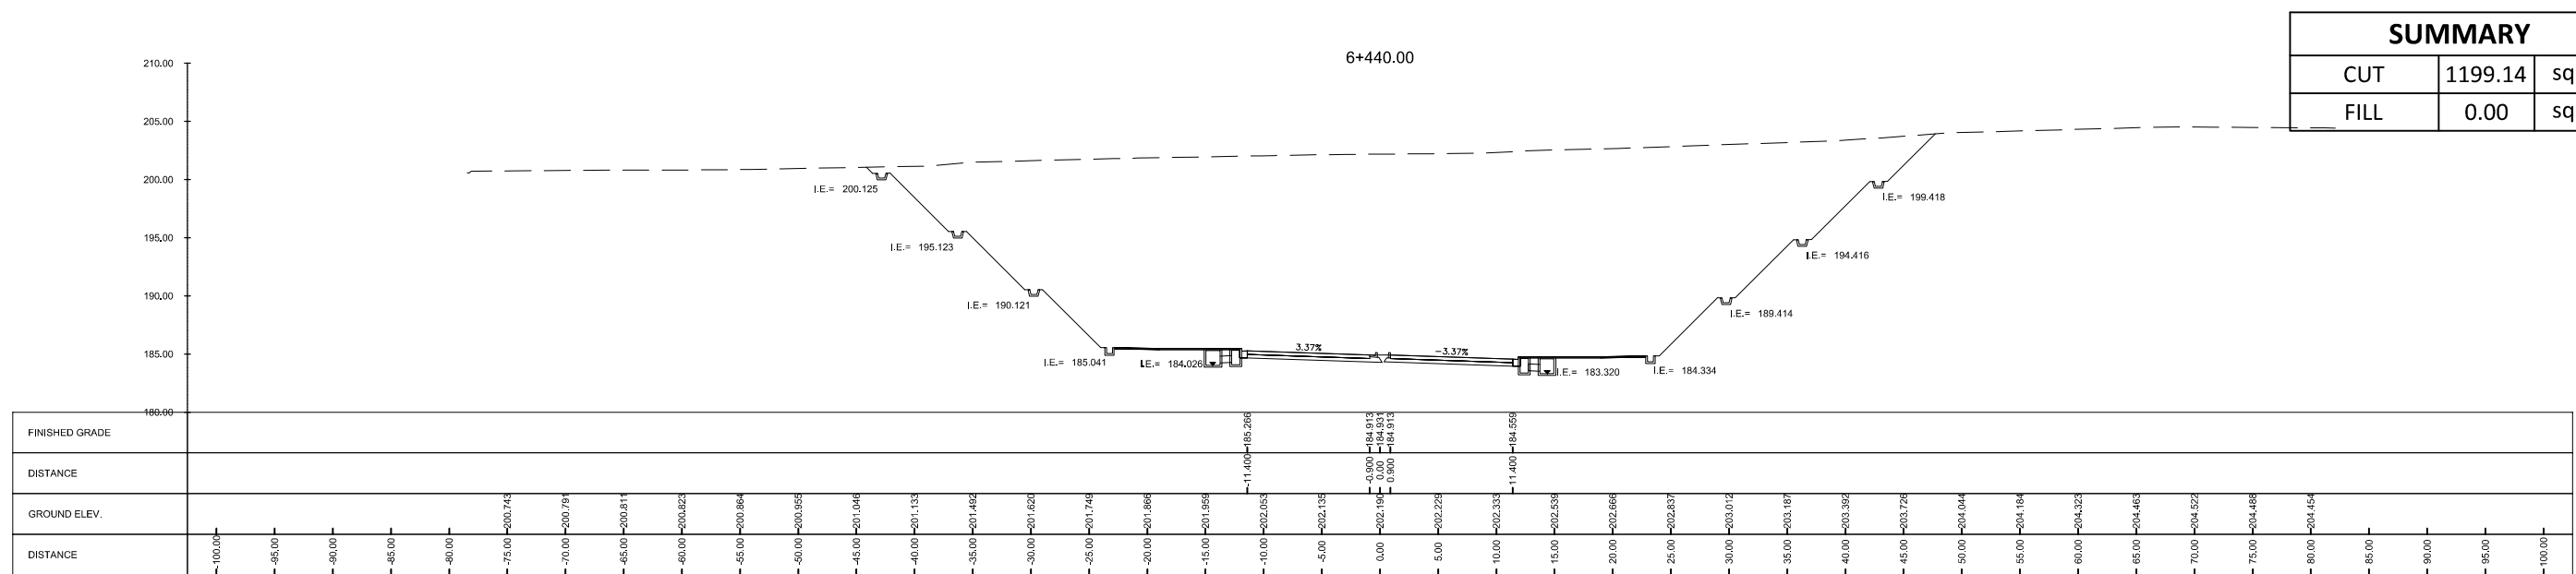 6+440.00
SUMMARY
CUT 1199.14 sq
FILL 0.00 sq
210.00
205.00
200.00
195.00
190.00
185.00
180.00
I.E.= 200.125
I.E.= 195.123
I.E.= 190.121
I.E.= 185.041
I.E.= 184.026
3.37%
-3.37%
I.E.= 183.320
I.E.= 184.334
I.E.= 189.414
I.E.= 194.416
I.E.= 199.418
FINISHED GRADE 185.266 184.913 184.931 184.913 184.559
DISTANCE -11.400 -0.900 0.00 0.900 11.400
GROUND ELEV. 200.743 200.791 200.811 200.823 200.864 200.955 201.046 201.133 201.492 201.620 201.749 201.866 201.959 202.053 202.135 202.190 202.229 202.333 202.539 202.666 202.837 203.012 203.187 203.392 203.726 204.044 204.184 204.323 204.463 204.522 204.488 204.454
DISTANCE -100.00 -95.00 -90.00 -85.00 -80.00 -75.00 -70.00 -65.00 -60.00 -55.00 -50.00 -45.00 -40.00 -35.00 -30.00 -25.00 -20.00 -15.00 -10.00 -5.00 0.00 5.00 10.00 15.00 20.00 25.00 30.00 35.00 40.00 45.00 50.00 55.00 60.00 65.00 70.00 75.00 80.00 85.00 90.00 95.00 100.00